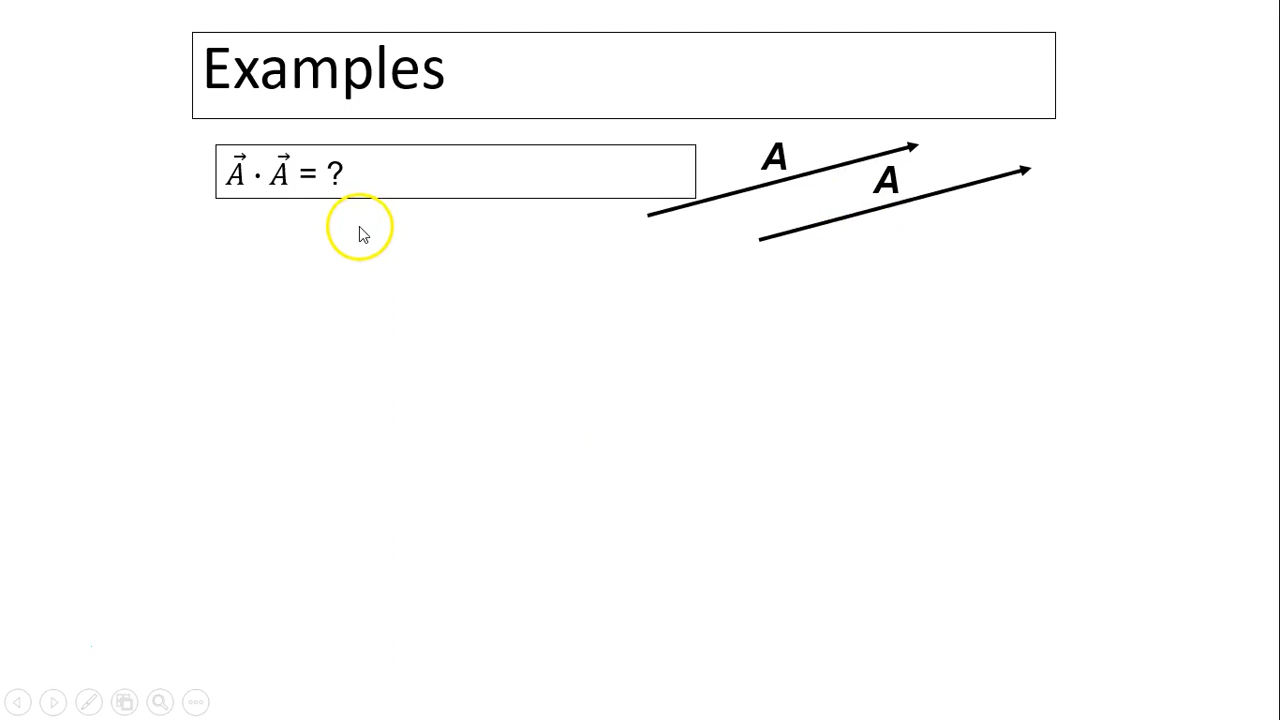 Examples
A⃗ · A⃗ = ?
A
A